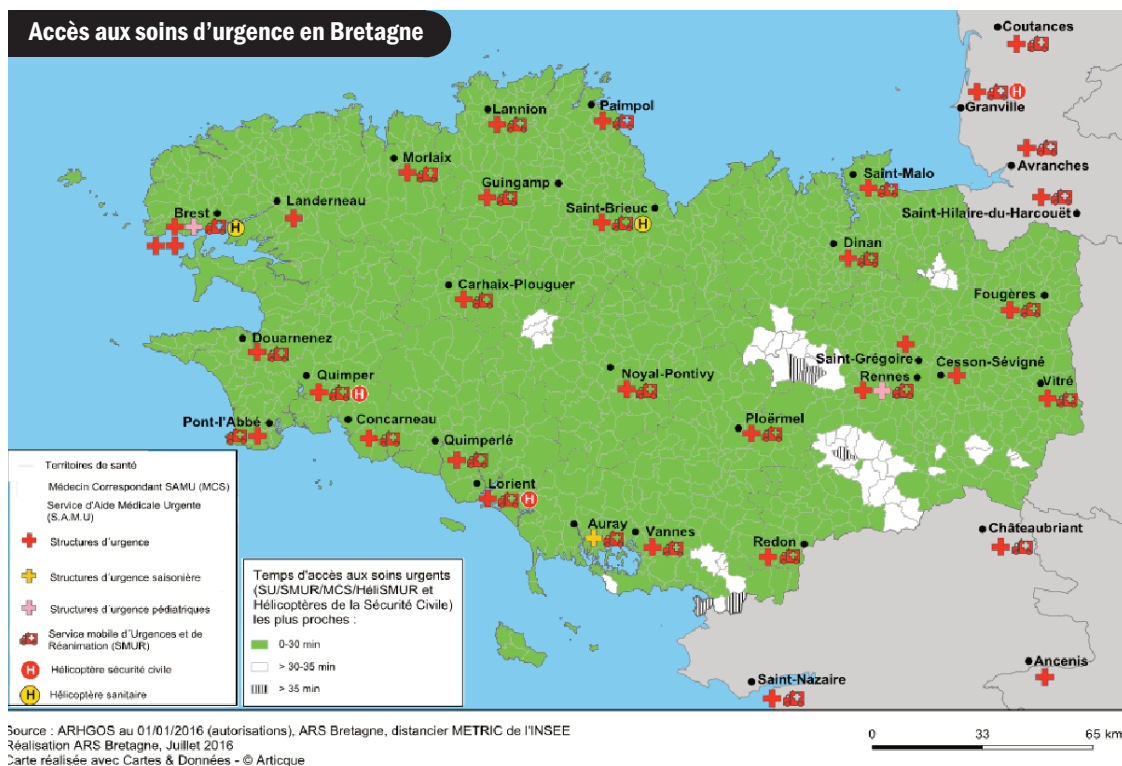 Accès aux soins d'urgence en Bretagne
Coutances
Granville
Avranches
Saint-Hilaire-du-Harcouët
Lannion
Paimpol
Morlaix
Guingamp
Saint-Malo
Landerneau
Brest
Saint-Brieuc
Dinan
Carhaix-Plouguer
Fougères
Douarnenez
Saint-Grégoire
Cesson-Sévigné
Quimper
Noyal-Pontivy
Rennes
Vitré
Pont-l'Abbé
Concarneau
Ploërmel
Quimperlé
Lorient
Auray
Vannes
Redon
Châteaubriant
Saint-Nazaire
Ancenis
H
H
H
H
H
Territoires de santé
Médecin Correspondant SAMU (MCS)
Service d'Aide Médicale Urgente
(S.A.M.U)
Structures d'urgence
Structures d'urgence saisonière
Structures d'urgence pédiatriques
Service mobile d'Urgences et de
Réanimation (SMUR)
H Hélicoptère sécurité civile
H Hélicoptère sanitaire
Temps d'accès aux soins urgents
(SU/SMUR/MCS/HéliSMUR et
Hélicoptères de la Sécurité Civile)
les plus proches :
0-30 min
> 30-35 min
> 35 min
Source : ARHGOS au 01/01/2016 (autorisations), ARS Bretagne, distancier METRIC de l'INSEE
Réalisation ARS Bretagne, Juillet 2016
Carte réalisée avec Cartes & Données - © Articque
0 33 65 km